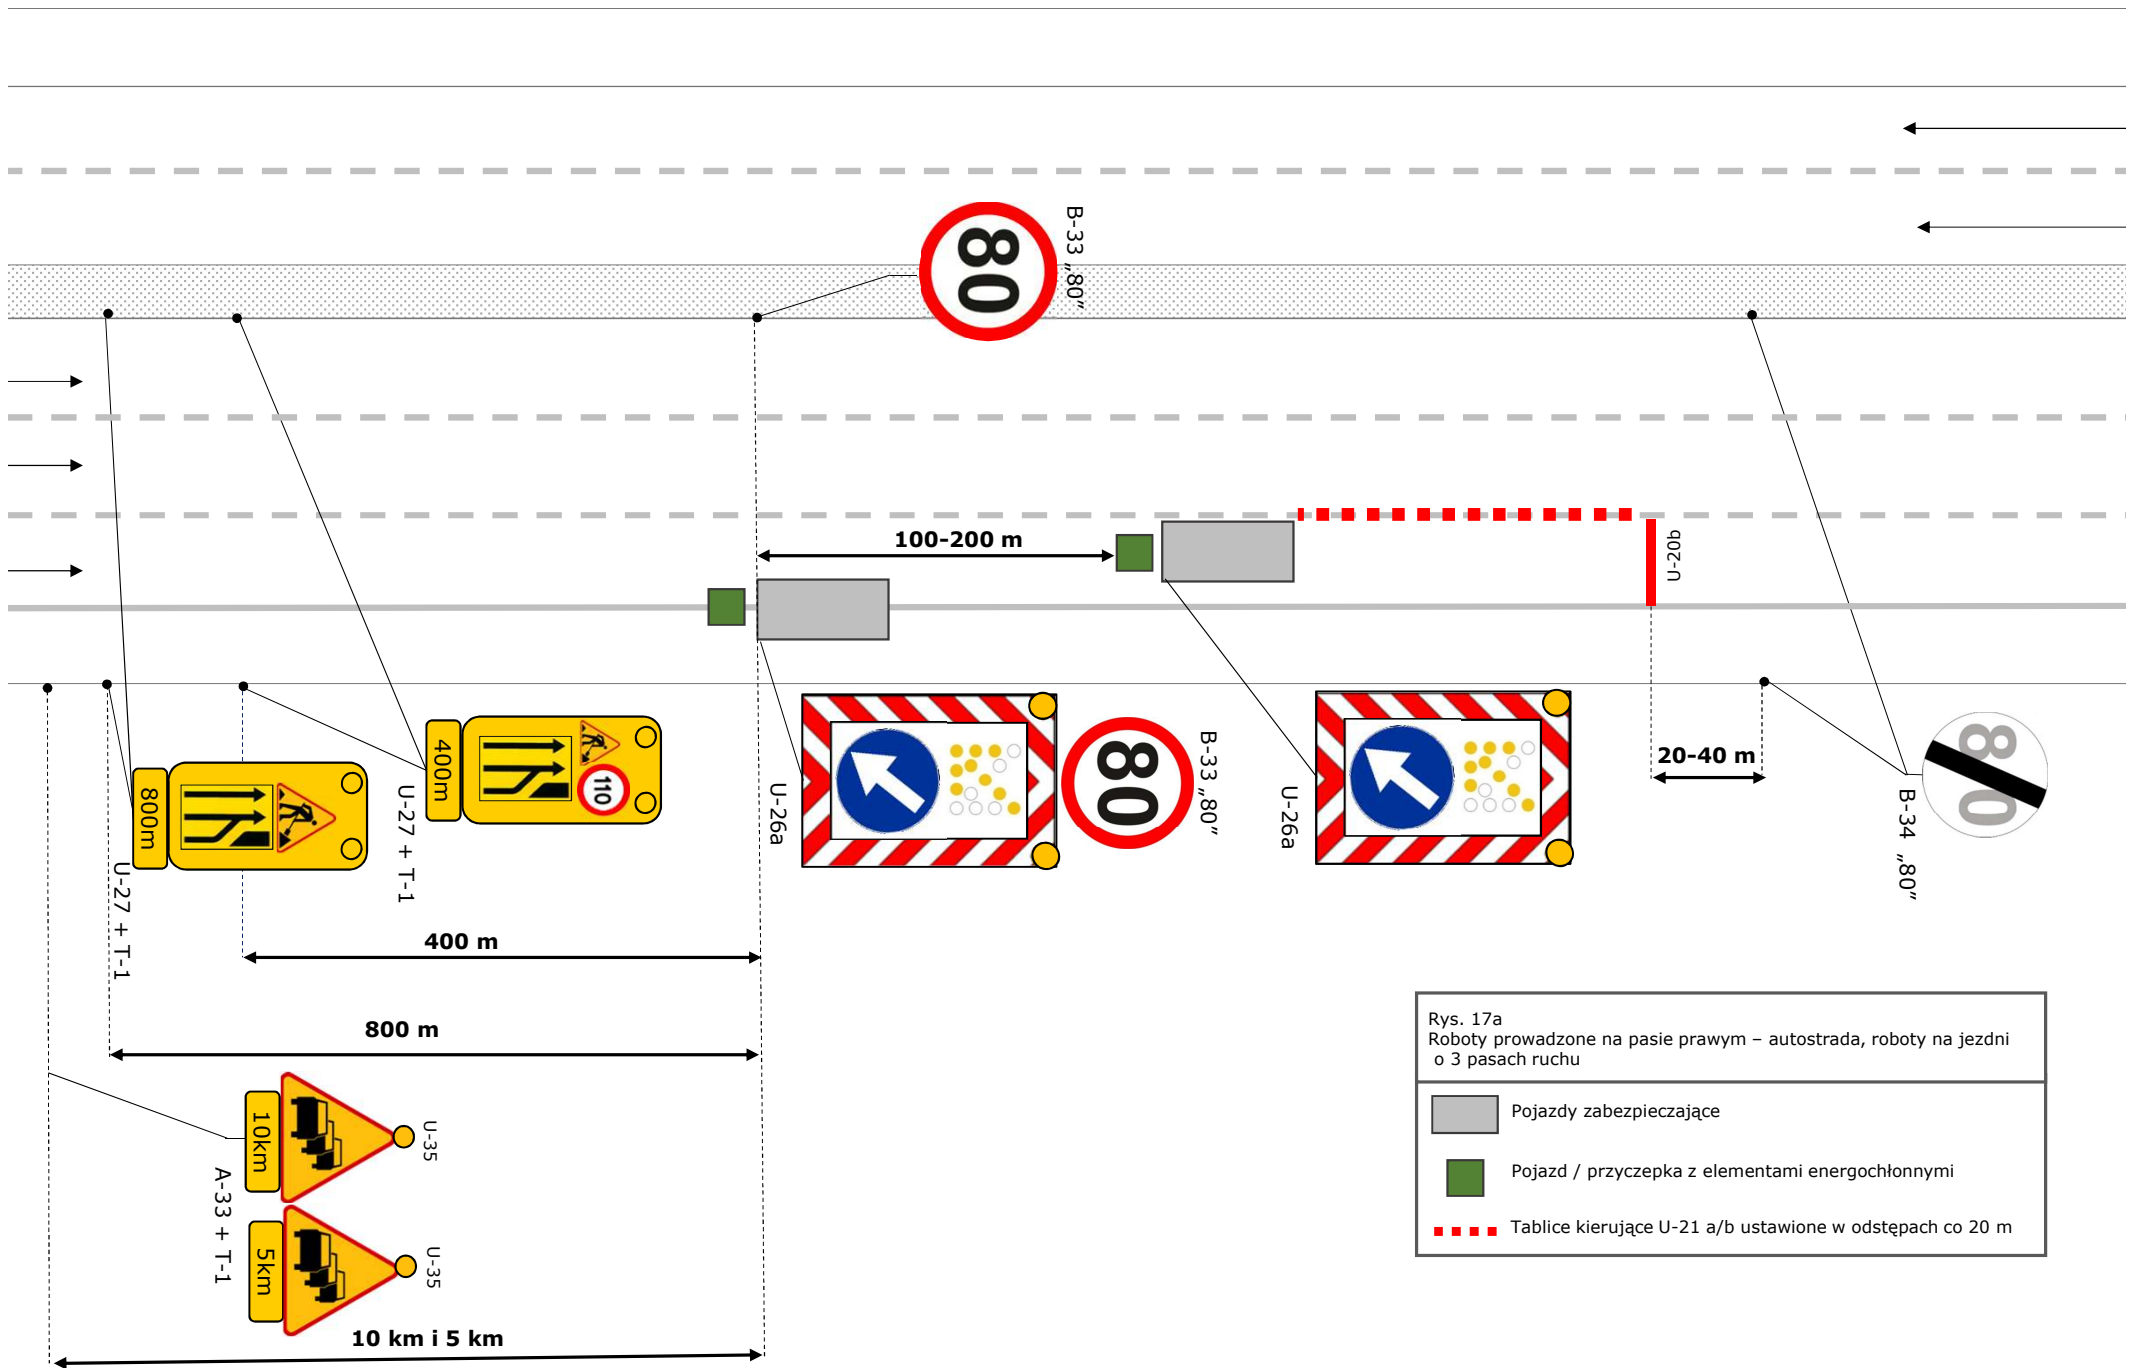 B-33 „80”
80
100-200 m
U-20b
800m
U-27 + T-1
400m
110
U-27 + T-1
U-26a
80
B-33 „80”
U-26a
20-40 m
B-34 „80”
80
400 m
800 m
10km
U-35
A-33 + T-1
5km
U-35
10 km i 5 km
Rys. 17a
Roboty prowadzone na pasie prawym – autostrada, roboty na jezdni
o 3 pasach ruchu
Pojazdy zabezpieczające
Pojazd / przyczepka z elementami energochłonnymi
Tablice kierujące U-21 a/b ustawione w odstępach co 20 m